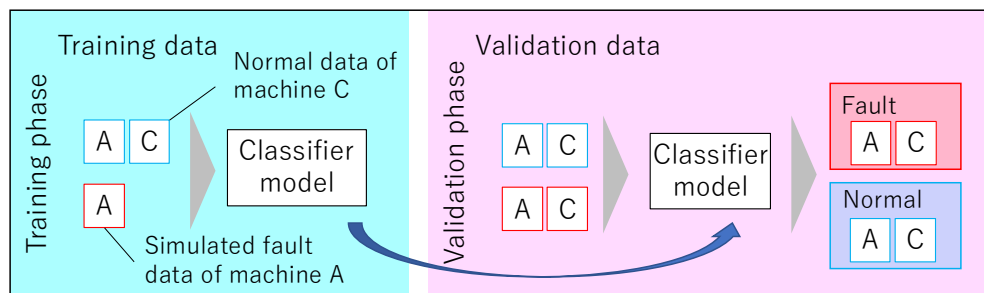 Training phase
Training data
Normal data of
machine C
A
C
A
Classifier
model
Simulated fault
data of machine A
Validation phase
Validation data
A
C
A
C
Classifier
model
Fault
A
C
Normal
A
C